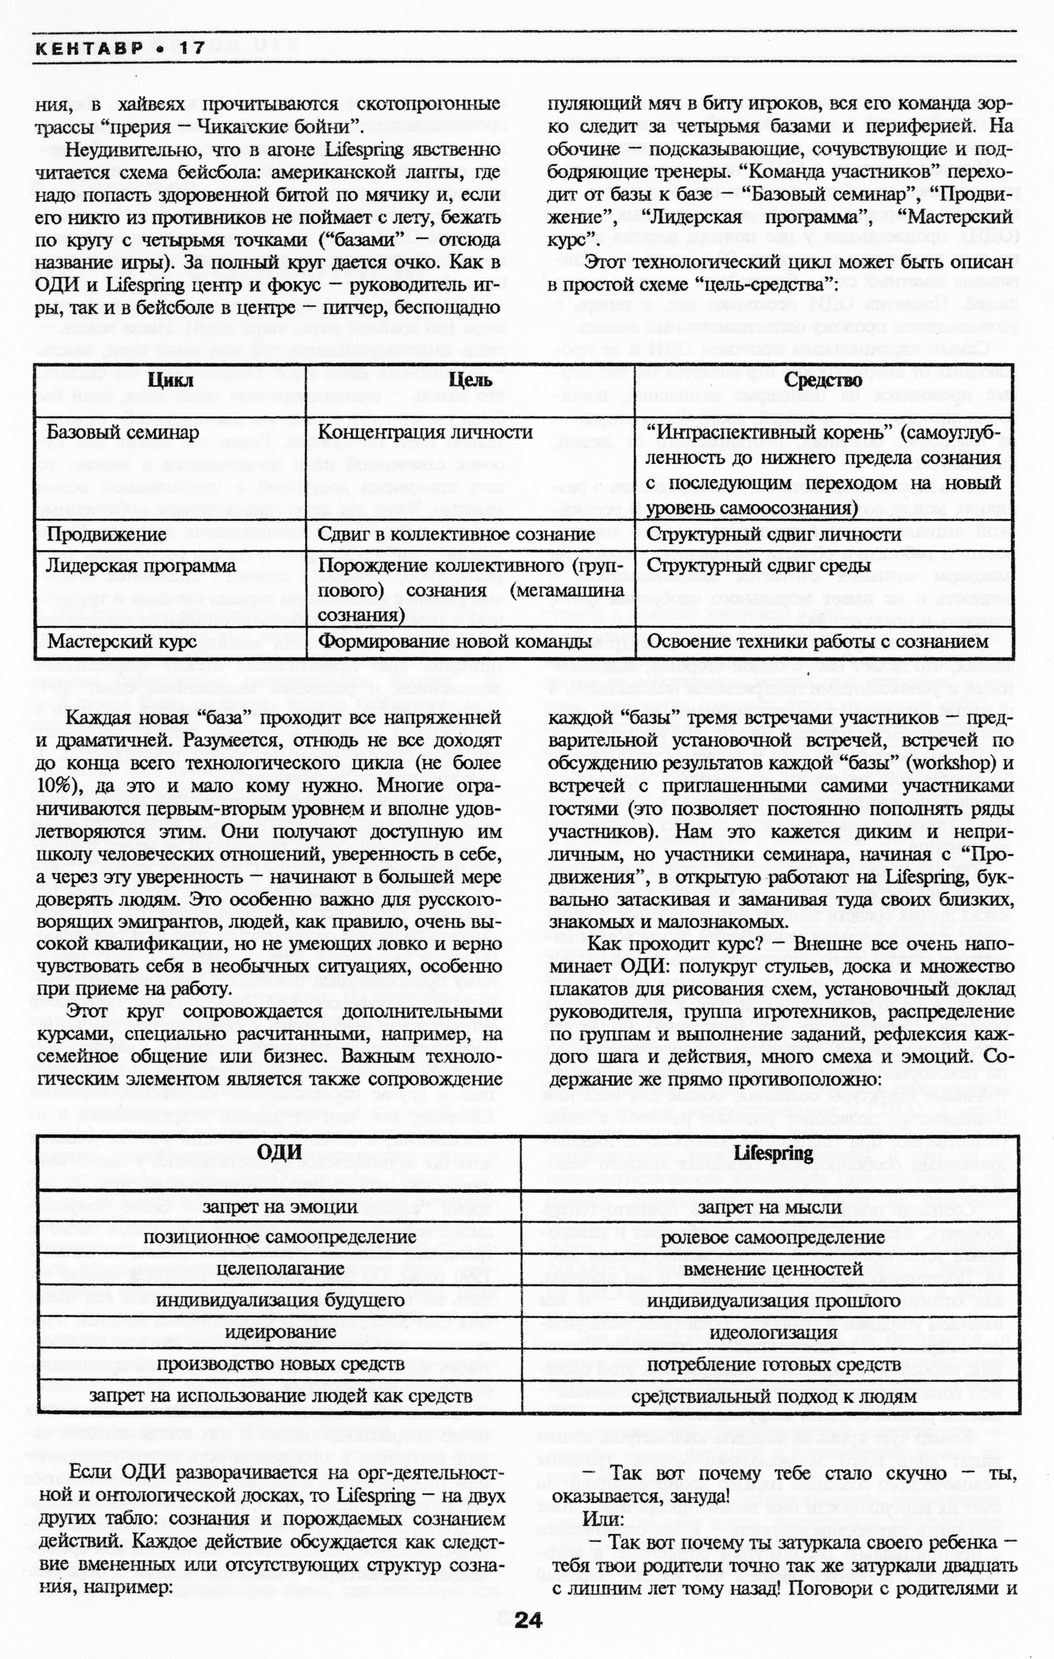 КЕНТАВР • 17
ния, в хайвеях прочитываются скотопрогонные
трассы “прерия — Чикагские бойни”.
Неудивительно, что в агоне Lifespring явственно
читается схема бейсбола: американской лапты, где
надо попасть здоровенной битой по мячику и, если
его никто из противников не поймает с лету, бежать
по кругу с четырьмя точками (“базами” — отсюда
название игры). За полный круг дается очко. Как в
ОДИ и Lifespring центр и фокус — руководитель иг-
ры, так и в бейсболе в центре — питчер, беспощадно
пуляющий мяч в биту игроков, вся его команда зор-
ко следит за четырьмя базами и периферией. На
обочине — подсказывающие, сочувствующие и под-
бодряющие тренеры. “Команда участников” перехо-
дит от базы к базе — “Базовый семинар”, “Продви-
жение”, “Лидерская программа”, “Мастерский
курс”.
Этот технологический цикл может быть описан
в простой схеме “цель-средства”:
Цикл Цель Средство
Базовый семинар Концентрация личности “Интраспективный корень” (самоуглуб-
ленность до нижнего предела сознания
с последующим переходом на новый
уровень самоосознания)
Продвижение Сдвиг в коллективное сознание Структурный сдвиг личности
Лидерская программа Порождение коллективного (груп- Структурный сдвиг среды
пового) сознания (мегамашина
сознания)
Мастерский курс Формирование новой команды Освоение техники работы с сознанием
Каждая новая “база” проходит все напряженней
и драматичней. Разумеется, отнюдь не все доходят
до конца всего технологического цикла (не более
10%), да это и мало кому нужно. Многие огра-
ничиваются первым-вторым уровнем и вполне удов-
летворяются этим. Они получают доступную им
школу человеческих отношений, уверенность в себе,
а через эту уверенность — начинают в большей мере
доверять людям. Это особенно важно для русского-
ворящих эмигрантов, людей, как правило, очень вы-
сокой квалификации, но не умеющих ловко и верно
чувствовать себя в необычных ситуациях, особенно
при приеме на работу.
Этот круг сопровождается дополнительными
курсами, специально расчитанными, например, на
семейное общение или бизнес. Важным техноло-
гическим элементом является также сопровождение
каждой “базы” тремя встречами участников — пред-
варительной установочной встречей, встречей по
обсуждению результатов каждой “базы” (workshop) и
встречей с приглашенными самими участниками
гостями (это позволяет постоянно пополнять ряды
участников). Нам это кажется диким и непри-
личным, но участники семинара, начиная с “Про-
движения”, в открытую работают на Lifespring, бук-
вально затаскивая и заманивая туда своих близких,
знакомых и малознакомых.
Как проходит курс? — Внешне все очень напо-
минает ОДИ: полукруг стульев, доска и множество
плакатов для рисования схем, установочный доклад
руководителя, группа игротехников, распределение
по группам и выполнение заданий, рефлексия каж-
дого шага и действия, много смеха и эмоций. Со-
держание же прямо противоположно:
ОДИ Lifespring
запрет на эмоции запрет на мысли
позиционное самоопределение ролевое самоопределение
целеполагание вменение ценностей
индивидуализация будущего индивидуализация прошлого
идеирование идеологизация
производство новых средств потребление готовых средств
запрет на использование людей как средств средствиальный подход к людям
Если ОДИ разворачивается на орг-деятельност-
ной и онтологической досках, то Lifespring — на двух
других табло: сознания и порождаемых сознанием
действий. Каждое действие обсуждается как следст-
вие вмененных или отсутствующих структур созна-
ния, например:
— Так вот почему тебе стало скучно — ты,
оказывается, зануда!
Или:
— Так вот почему ты затуркала своего ребенка —
тебя твои родители точно так же затуркали двадцать
с лишним лет тому назад! Поговори с родителями и
24